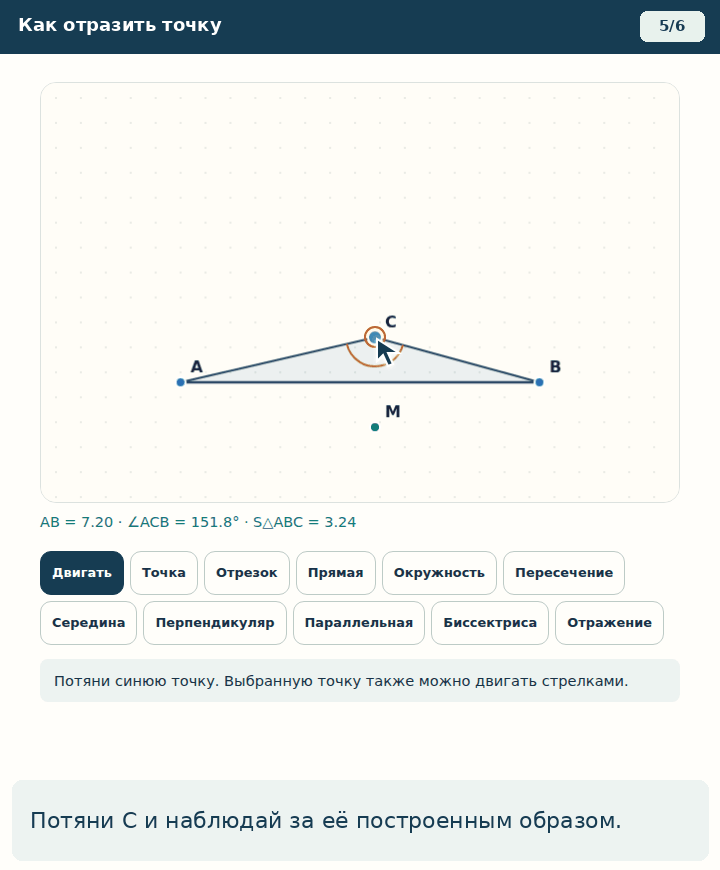 Как отразить точку
5/6
C
A
B
M
AB = 7.20 · ∠ACB = 151.8° · S△ABC = 3.24
Двигать Точка Отрезок Прямая Окружность Пересечение
Середина Перпендикуляр Параллельная Биссектриса Отражение
Потяни синюю точку. Выбранную точку также можно двигать стрелками.
Потяни C и наблюдай за её построенным образом.